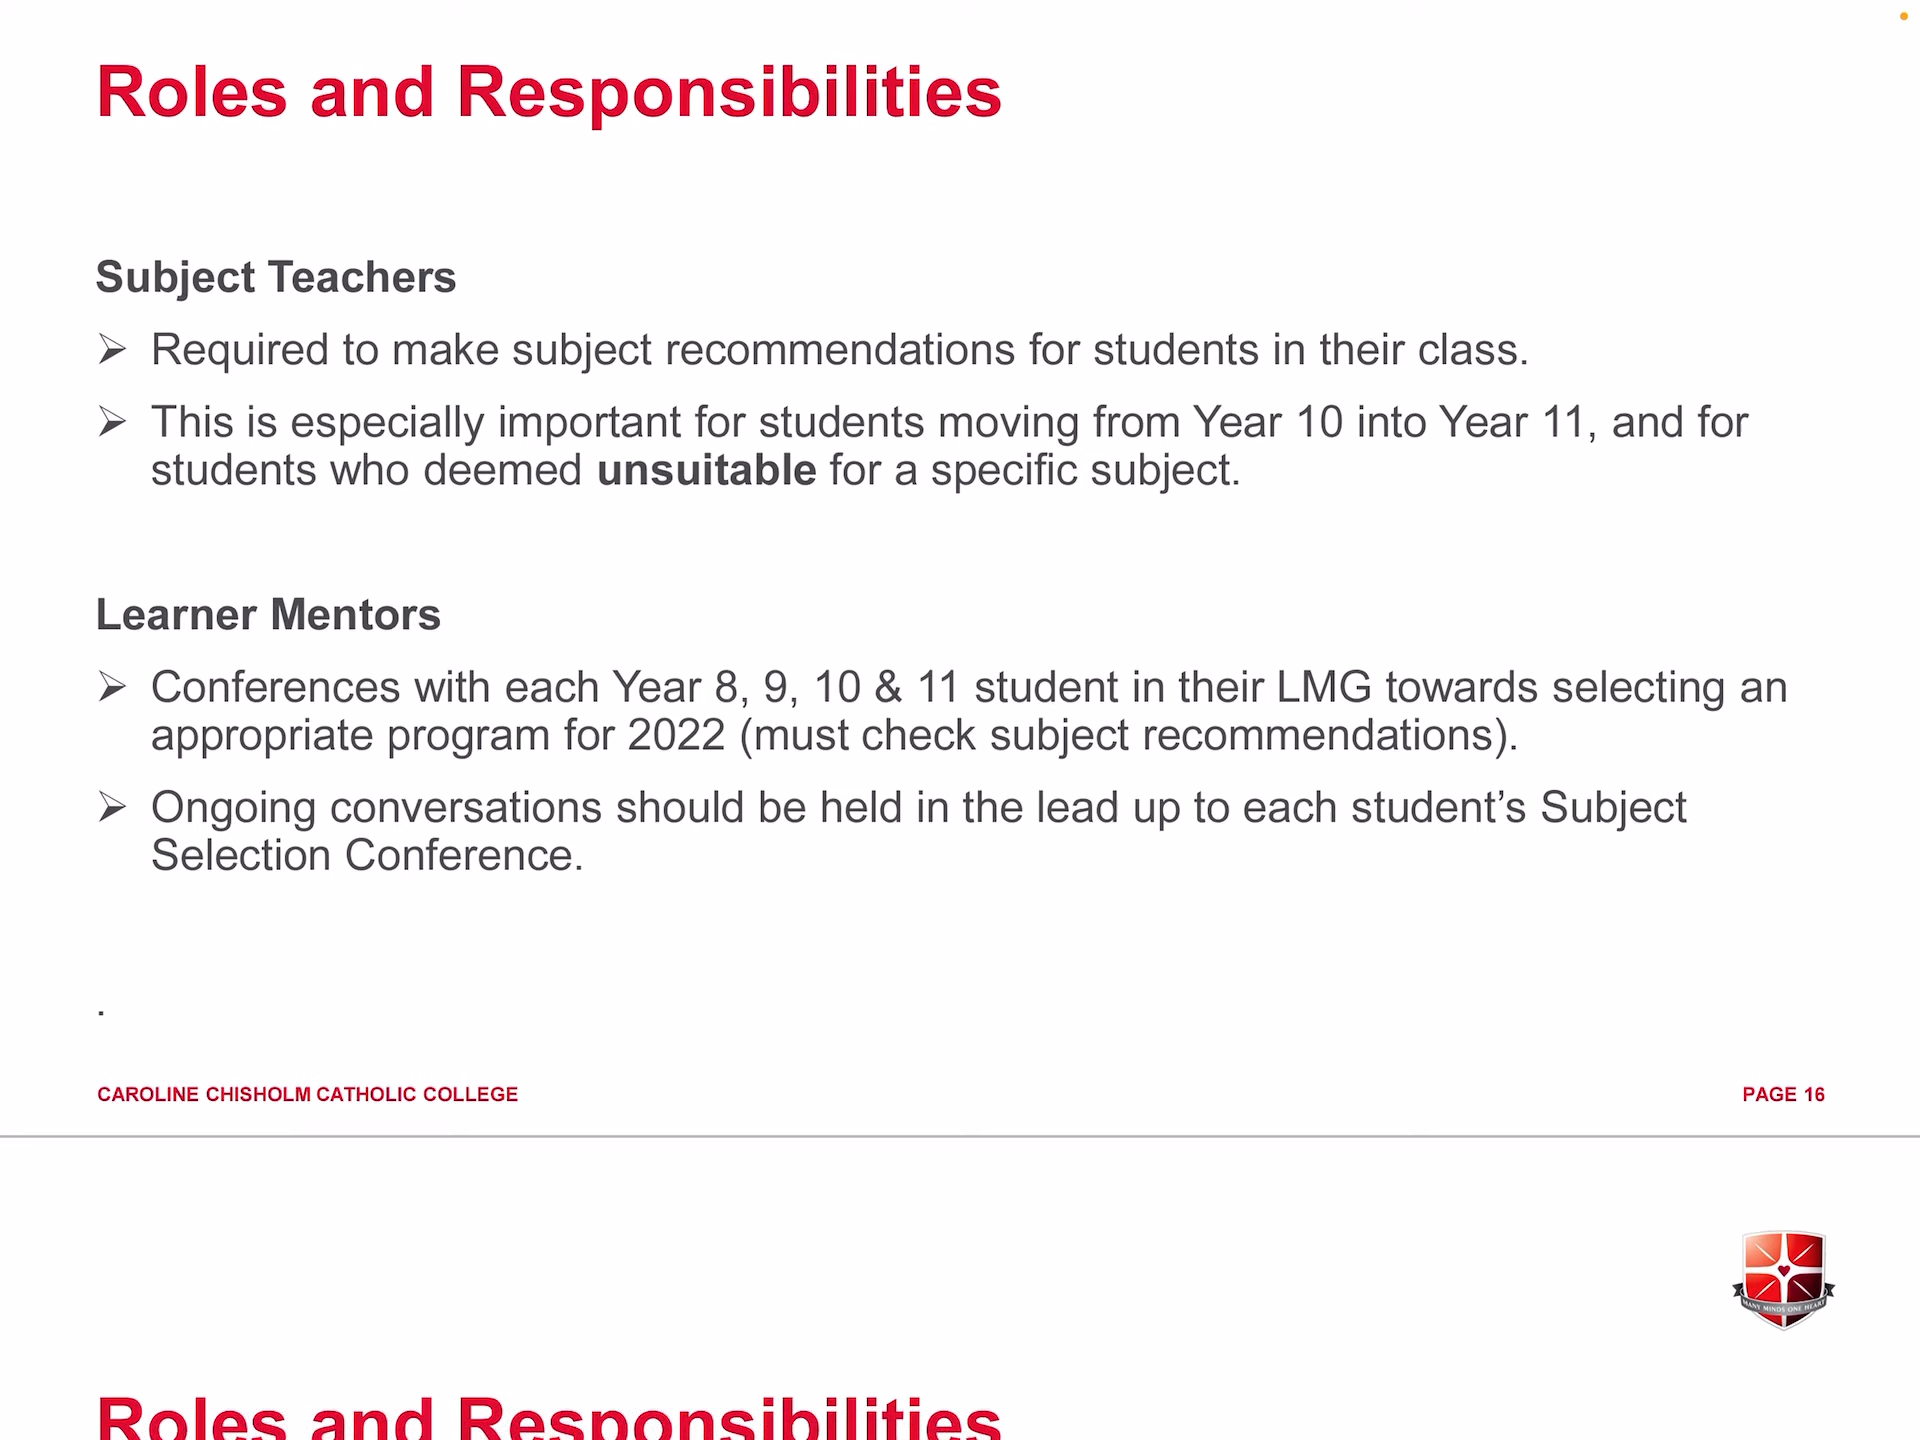 Roles and Responsibilities
Subject Teachers
➢ Required to make subject recommendations for students in their class.
➢ This is especially important for students moving from Year 10 into Year 11, and for
students who deemed unsuitable for a specific subject.
Learner Mentors
➢ Conferences with each Year 8, 9, 10 & 11 student in their LMG towards selecting an
appropriate program for 2022 (must check subject recommendations).
➢ Ongoing conversations should be held in the lead up to each student’s Subject
Selection Conference.
.
CAROLINE CHISHOLM CATHOLIC COLLEGE PAGE 16
MANY MINDS ONE HEART
Roles and Responsibilities